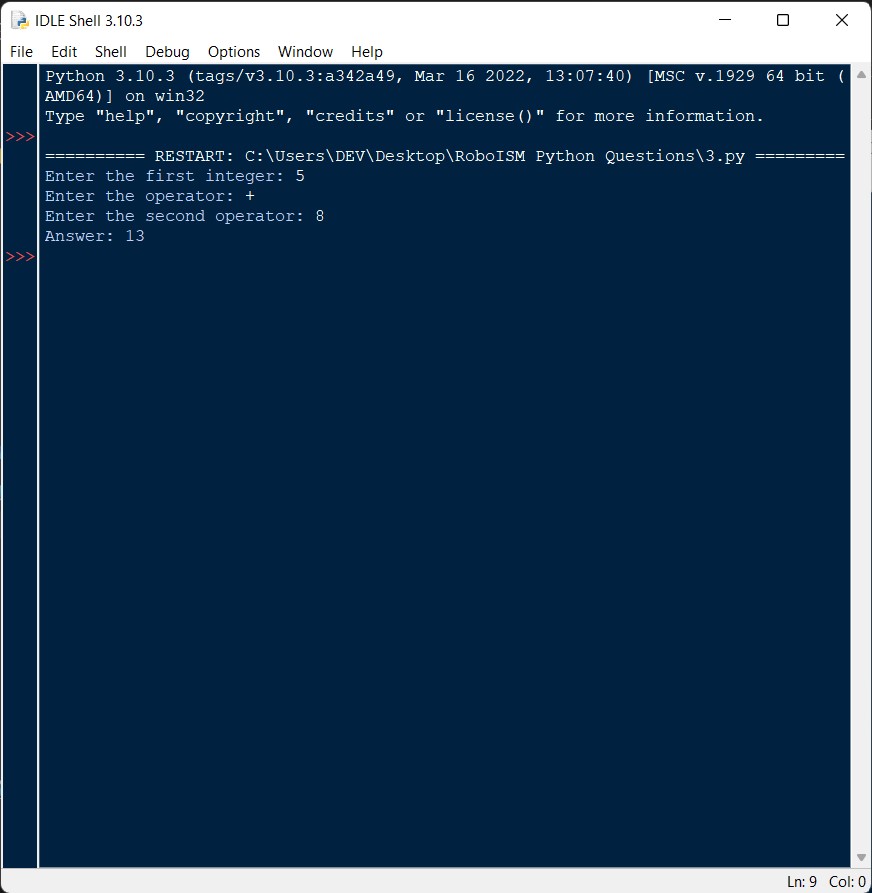 IDLE Shell 3.10.3
File Edit Shell Debug Options Window Help
Python 3.10.3 (tags/v3.10.3:a342a49, Mar 16 2022, 13:07:40) [MSC v.1929 64 bit (
AMD64)] on win32
Type "help", "copyright", "credits" or "license()" for more information.
>>>
========== RESTART: C:\Users\DEV\Desktop\RoboISM Python Questions\3.py =========
Enter the first integer: 5
Enter the operator: +
Enter the second operator: 8
Answer: 13
>>>
Ln: 9 Col: 0